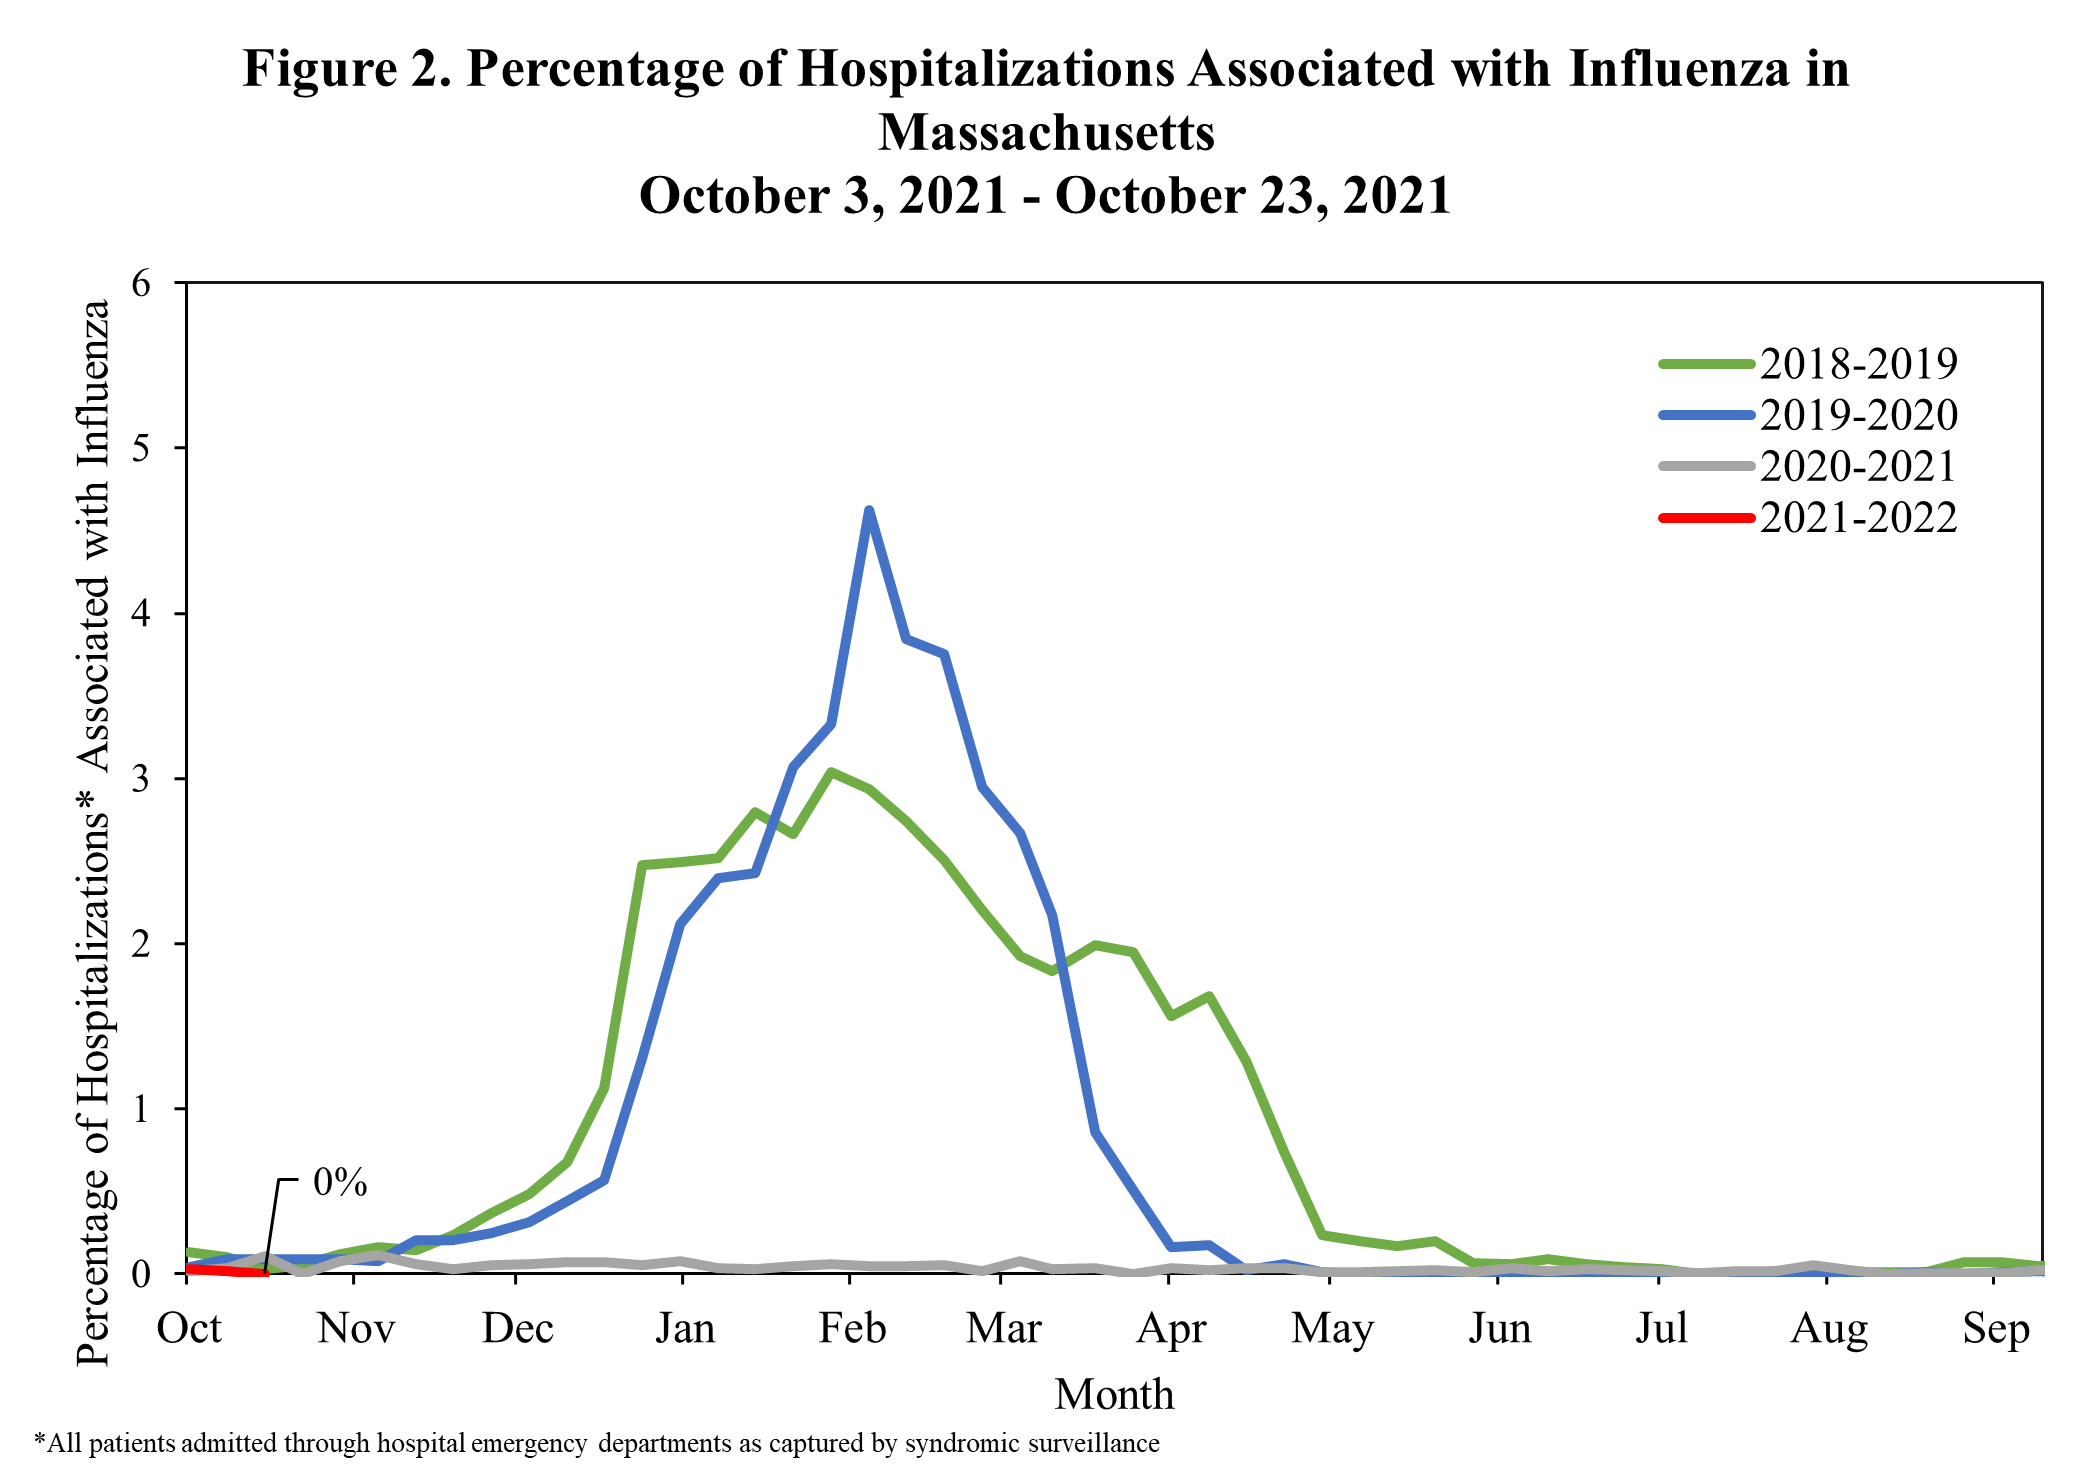 Figure 2. Percentage of Hospitalizations Associated with Influenza in
Massachusetts
October 3, 2021 - October 23, 2021
Percentage of Hospitalizations* Associated with Influenza
6
5
4
3
2
1
0
2018-2019
2019-2020
2020-2021
2021-2022
0%
Oct Nov Dec Jan Feb Mar Apr May Jun Jul Aug Sep
Month
*All patients admitted through hospital emergency departments as captured by syndromic surveillance